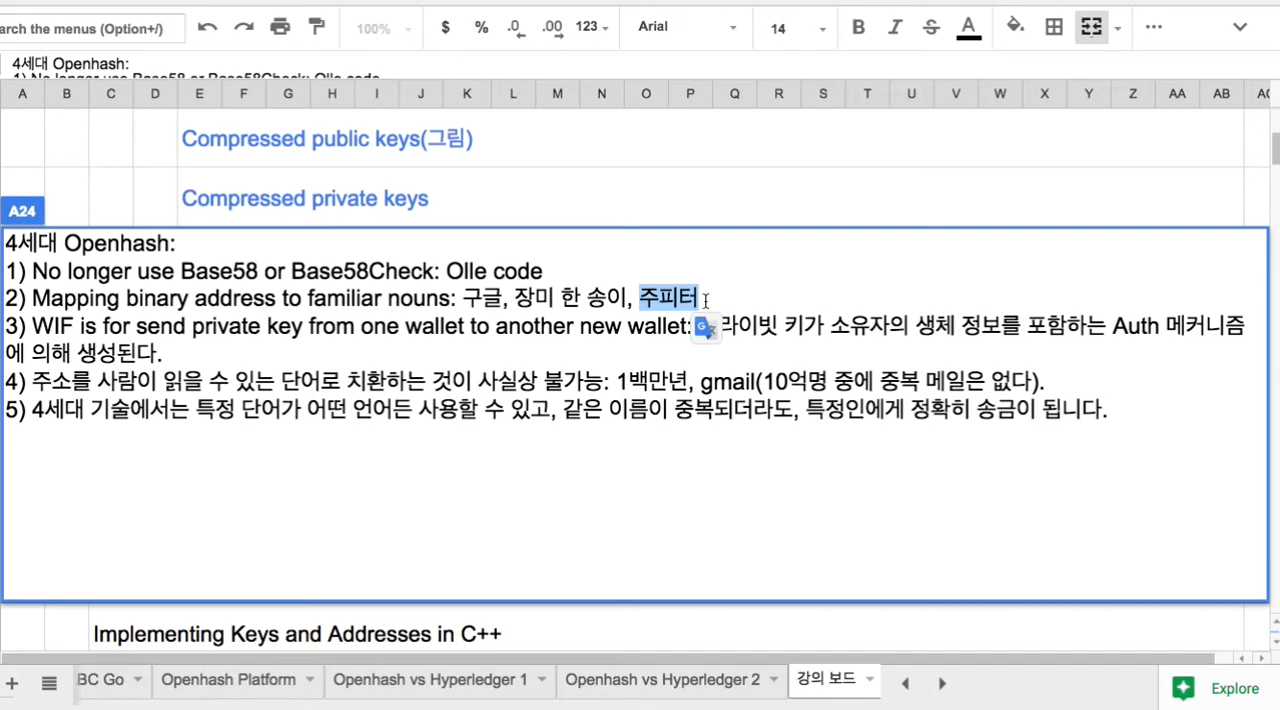 arch the menus (Option+/)
100%
$
%
.0
.00
123
Arial
14
B
I
S
A
4세대 Openhash:
1) No longer use Base58 or Base58Check: Olle code
A B C D E F G H I J K L M N O P Q R S T U V W X Y Z AA AB AC
Compressed public keys(그림)
Compressed private keys
A24
4세대 Openhash:
1) No longer use Base58 or Base58Check: Olle code
2) Mapping binary address to familiar nouns: 구글, 장미 한 송이, 주피터
3) WIF is for send private key from one wallet to another new wallet: 라이빗 키가 소유자의 생체 정보를 포함하는 Auth 메커니즘
에 의해 생성된다.
4) 주소를 사람이 읽을 수 있는 단어로 치환하는 것이 사실상 불가능: 1백만년, gmail(10억명 중에 중복 메일은 없다).
5) 4세대 기술에서는 특정 단어가 어떤 언어든 사용할 수 있고, 같은 이름이 중복되더라도, 특정인에게 정확히 송금이 됩니다.
Implementing Keys and Addresses in C++
BC Go
Openhash Platform
Openhash vs Hyperledger 1
Openhash vs Hyperledger 2
강의 보드
Explore